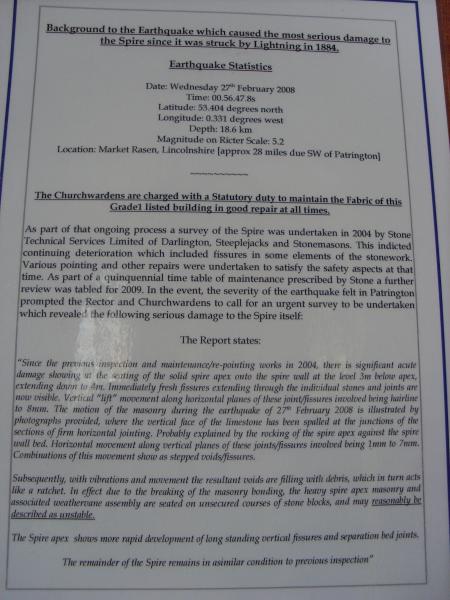 Background to the Earthquake which caused the most serious damage to
the Spire since it was struck by Lightning in 1884.
Earthquake Statistics
Date: Wednesday 27th February 2008
Time: 00.56.47.8s
Latitude: 53.404 degrees north
Longitude: 0.331 degrees west
Depth: 18.6 km
Magnitude on Ricter Scale: 5.2
Location: Market Rasen, Lincolnshire [approx 28 miles due SW of Patrington]
~~~~~~~~~~~
The Churchwardens are charged with a Statutory duty to maintain the Fabric of this
Grade1 listed building in good repair at all times.
As part of that ongoing process a survey of the Spire was undertaken in 2004 by Stone
Technical Services Limited of Darlington, Steeplejacks and Stonemasons. This indicted
continuing deterioration which included fissures in some elements of the stonework.
Various pointing and other repairs were undertaken to satisfy the safety aspects at that
time. As part of a quinquennial time table of maintenance prescribed by Stone a further
review was tabled for 2009. In the event, the severity of the earthquake felt in Patrington
prompted the Rector and Churchwardens to call for an urgent survey to be undertaken
which revealed the following serious damage to the Spire itself:
The Report states:
"Since the previous inspection and maintenance/re-pointing works in 2004, there is significant acute
damage showing at the seating of the solid spire apex onto the spire wall at the level 3m below apex,
extending down to 4m. Immediately fresh fissures extending through the individual stones and joints are
now visible. Vertical "lift" movement along horizontal planes of these joint/fissures involved being hairline
to 8mm. The motion of the masonry during the earthquake of 27th February 2008 is illustrated by
photographs provided, where the vertical face of the limestone has been spalled at the junctions of the
sections of firm horizontal jointing. Probably explained by the rocking of the spire apex against the spire
wall bed. Horizontal movement along vertical planes of these joints/fissures involved being 1mm to 7mm.
Combinations of this movement show as stepped voids/fissures.
Subsequently, with vibrations and movement the resultant voids are filling with debris, which in turn acts
like a ratchet. In effect due to the breaking of the masonry bonding, the heavy spire apex masonry and
associated weathervane assembly are seated on unsecured courses of stone blocks, and may reasonably be
described as unstable.
The Spire apex shows more rapid development of long standing vertical fissures and separation bed joints.
The remainder of the Spire remains in asimilar condition to previous inspection"